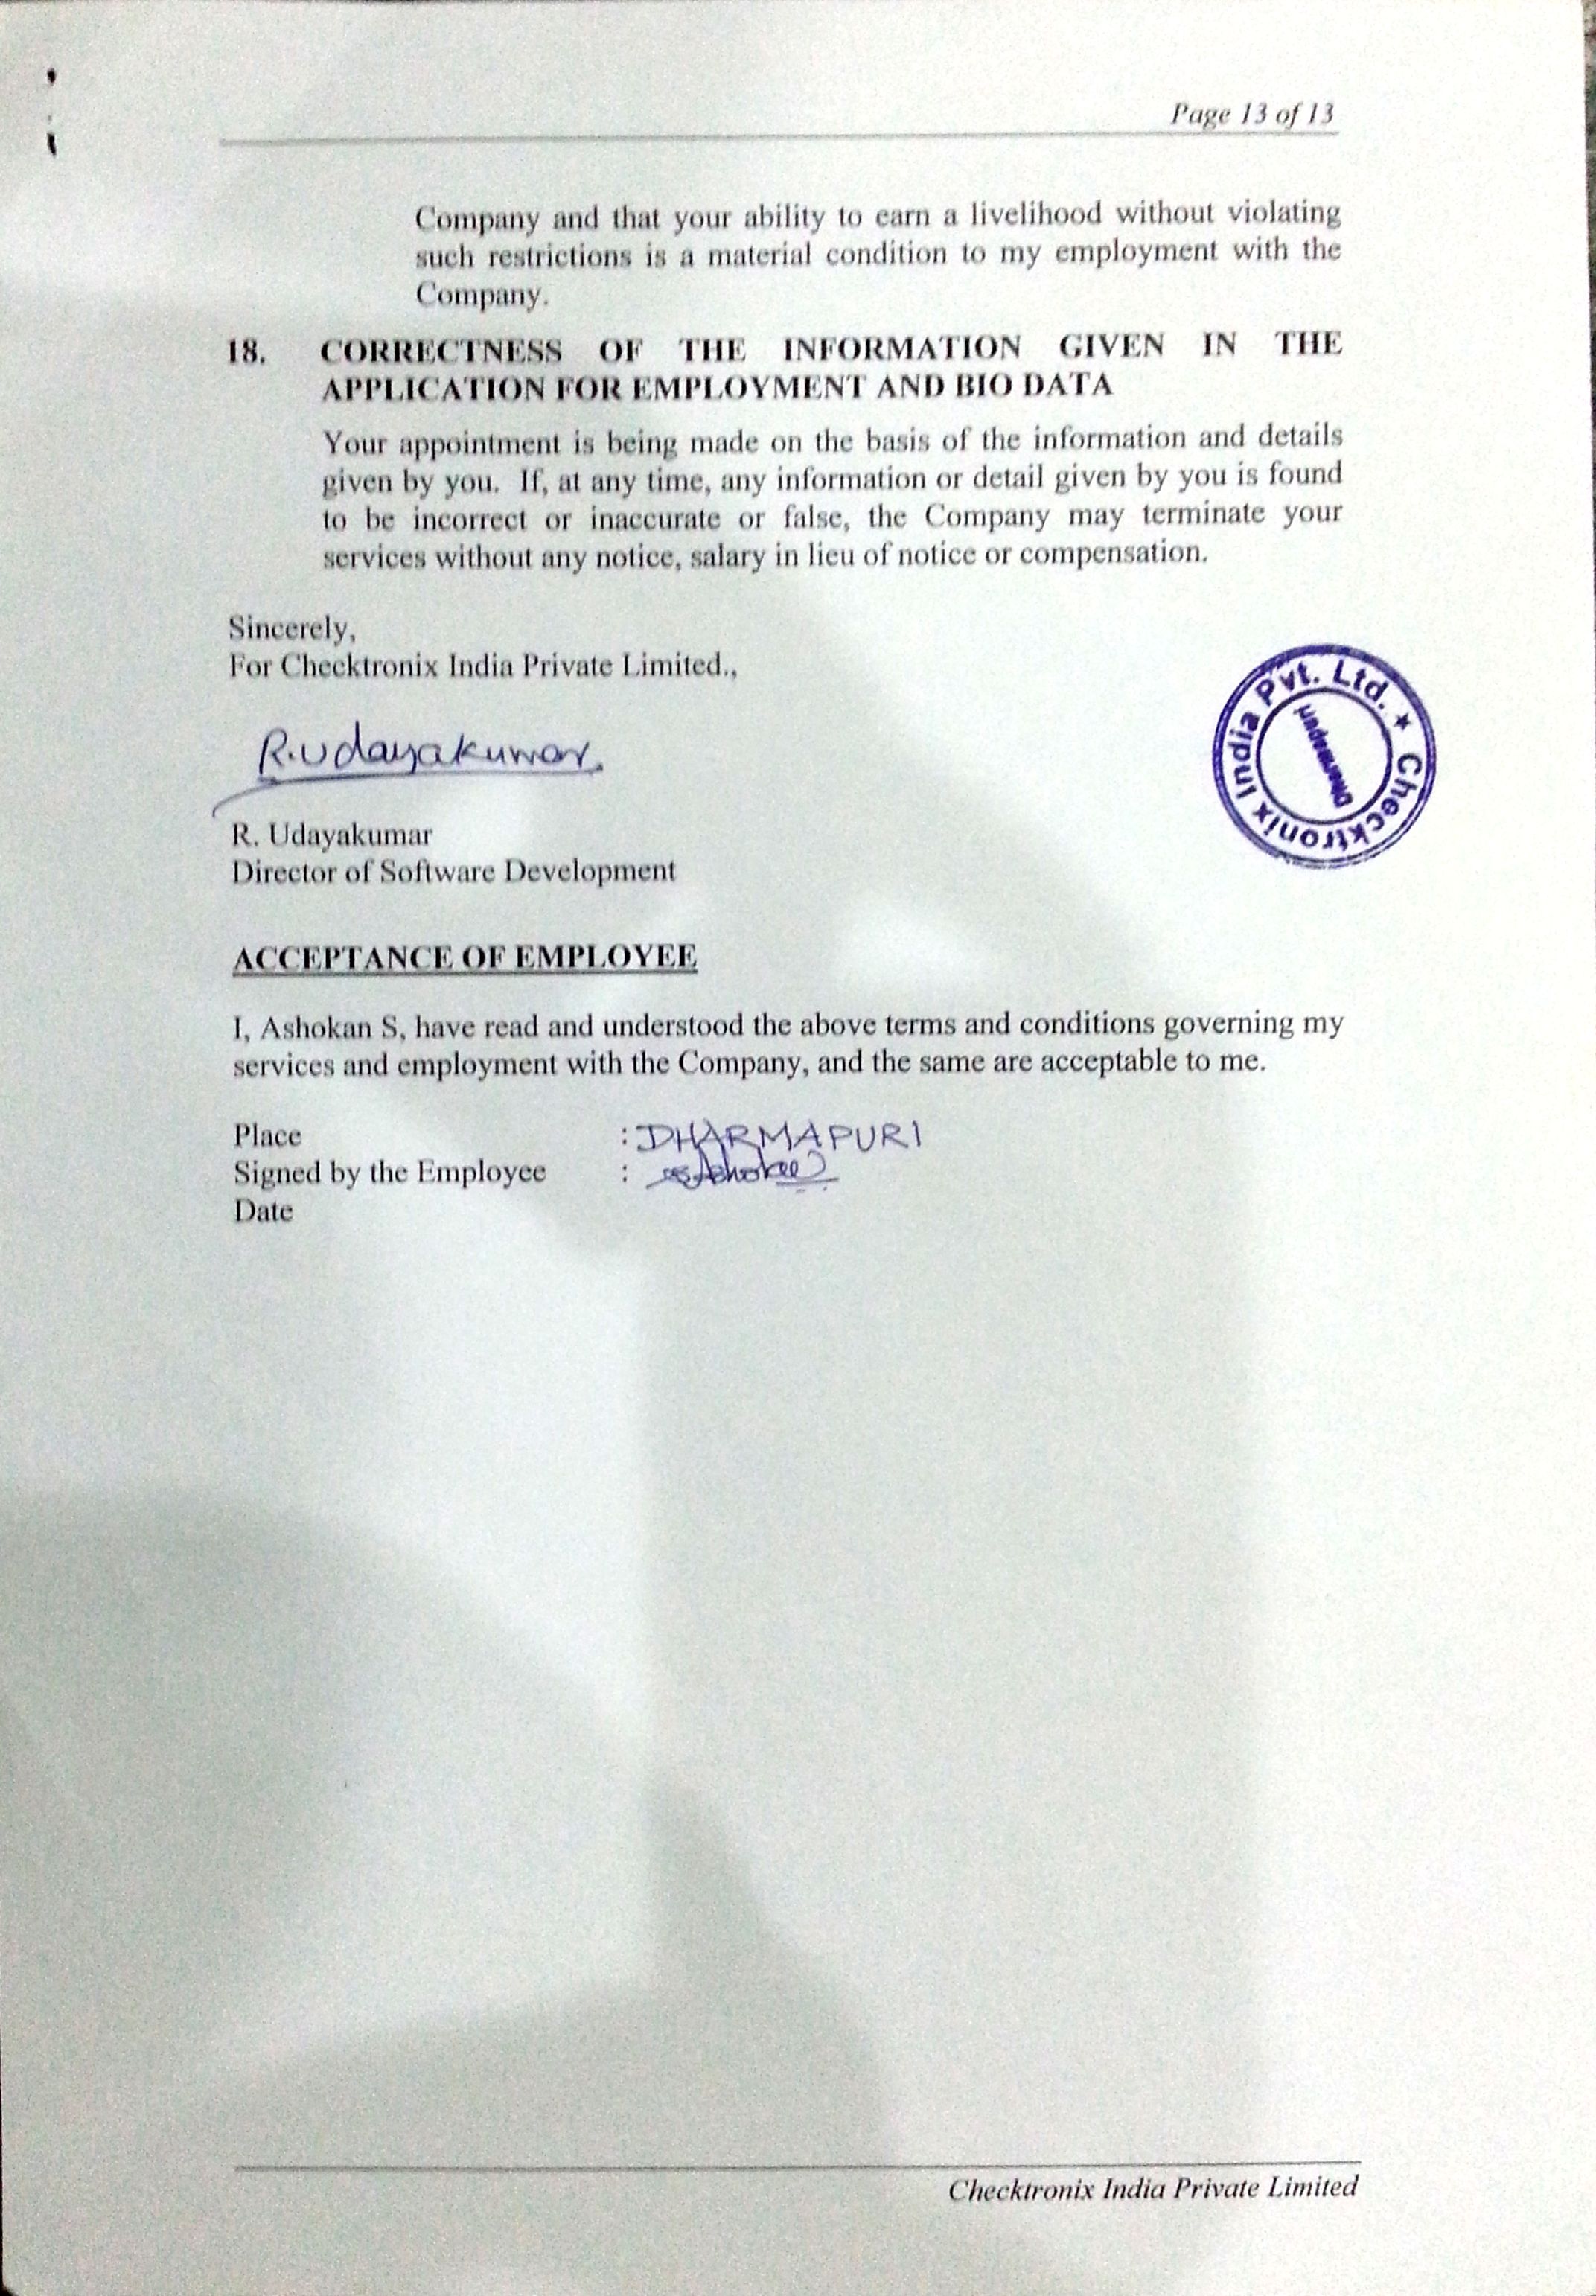 Page 13 of 13
Company and that your ability to earn a livelihood without violating
such restrictions is a material condition to my employment with the
Company.
18. CORRECTNESS OF THE INFORMATION GIVEN IN THE
APPLICATION FOR EMPLOYMENT AND BIO DATA
Your appointment is being made on the basis of the information and details
given by you. If, at any time, any information or detail given by you is found
to be incorrect or inaccurate or false, the Company may terminate your
services without any notice, salary in lieu of notice or compensation.
Sincerely,
For Checktronix India Private Limited.,
R.Udayakumar.
Checktronix India Pvt. Ltd. ★
Dharmapuri
R. Udayakumar
Director of Software Development
ACCEPTANCE OF EMPLOYEE
I, Ashokan S, have read and understood the above terms and conditions governing my
services and employment with the Company, and the same are acceptable to me.
Place : DHARMAPURI
Signed by the Employee :
Date
Checktronix India Private Limited